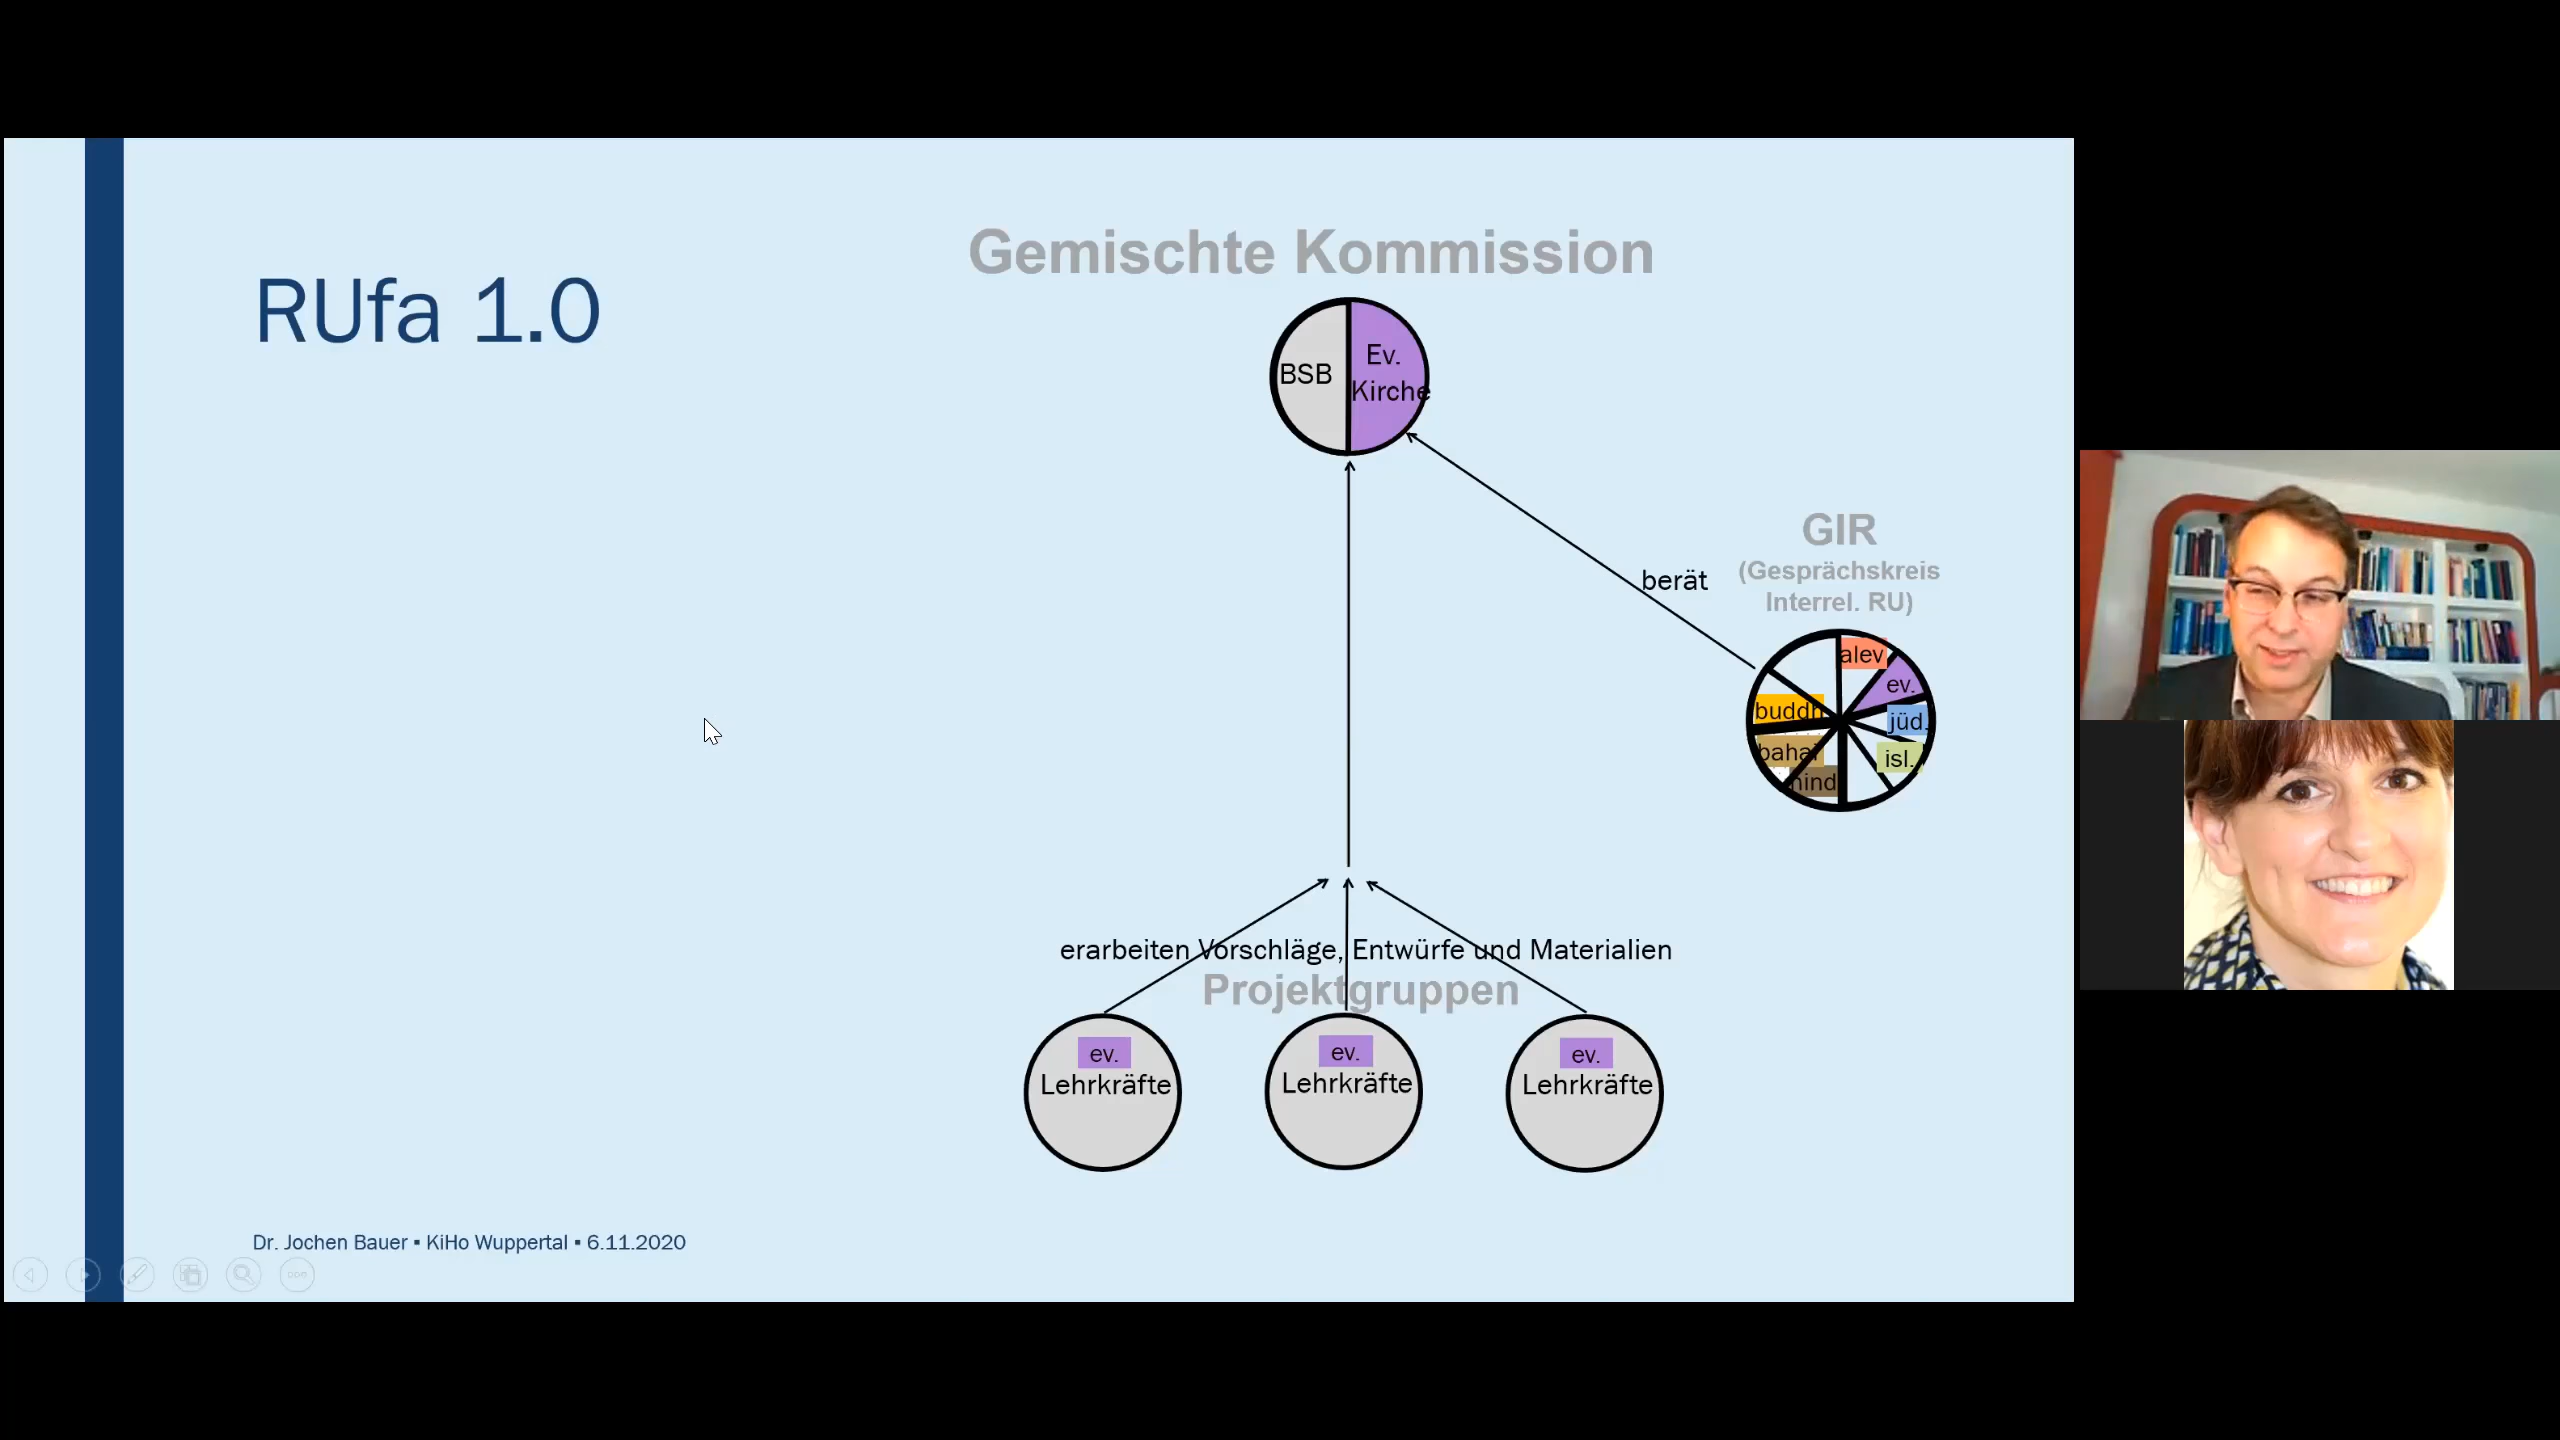 Gemischte Kommission
RUfa 1.0
BSB
Ev.
Kirche
GIR
(Gesprächskreis
Interrel. RU)
berät
alev
ev.
jüd.
isl.
hind
bahai
buddh
erarbeiten Vorschläge, Entwürfe und Materialien
Projektgruppen
ev.
Lehrkräfte
ev.
Lehrkräfte
ev.
Lehrkräfte
Dr. Jochen Bauer ▪ KiHo Wuppertal ▪ 6.11.2020